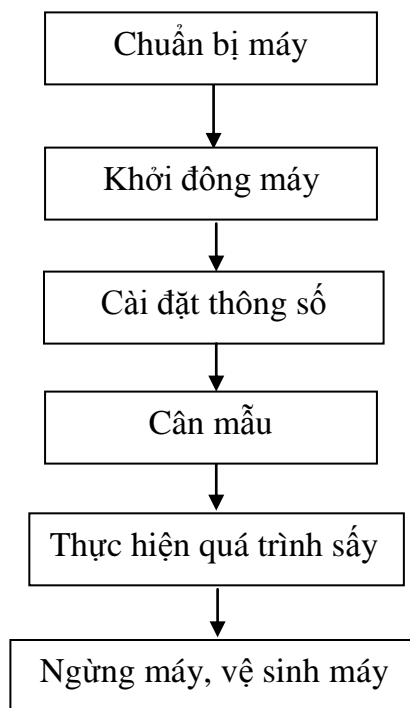 Chuẩn bị máy
Khởi đông máy
Cài đặt thông số
Cân mẫu
Thực hiện quá trình sấy
Ngừng máy, vệ sinh máy